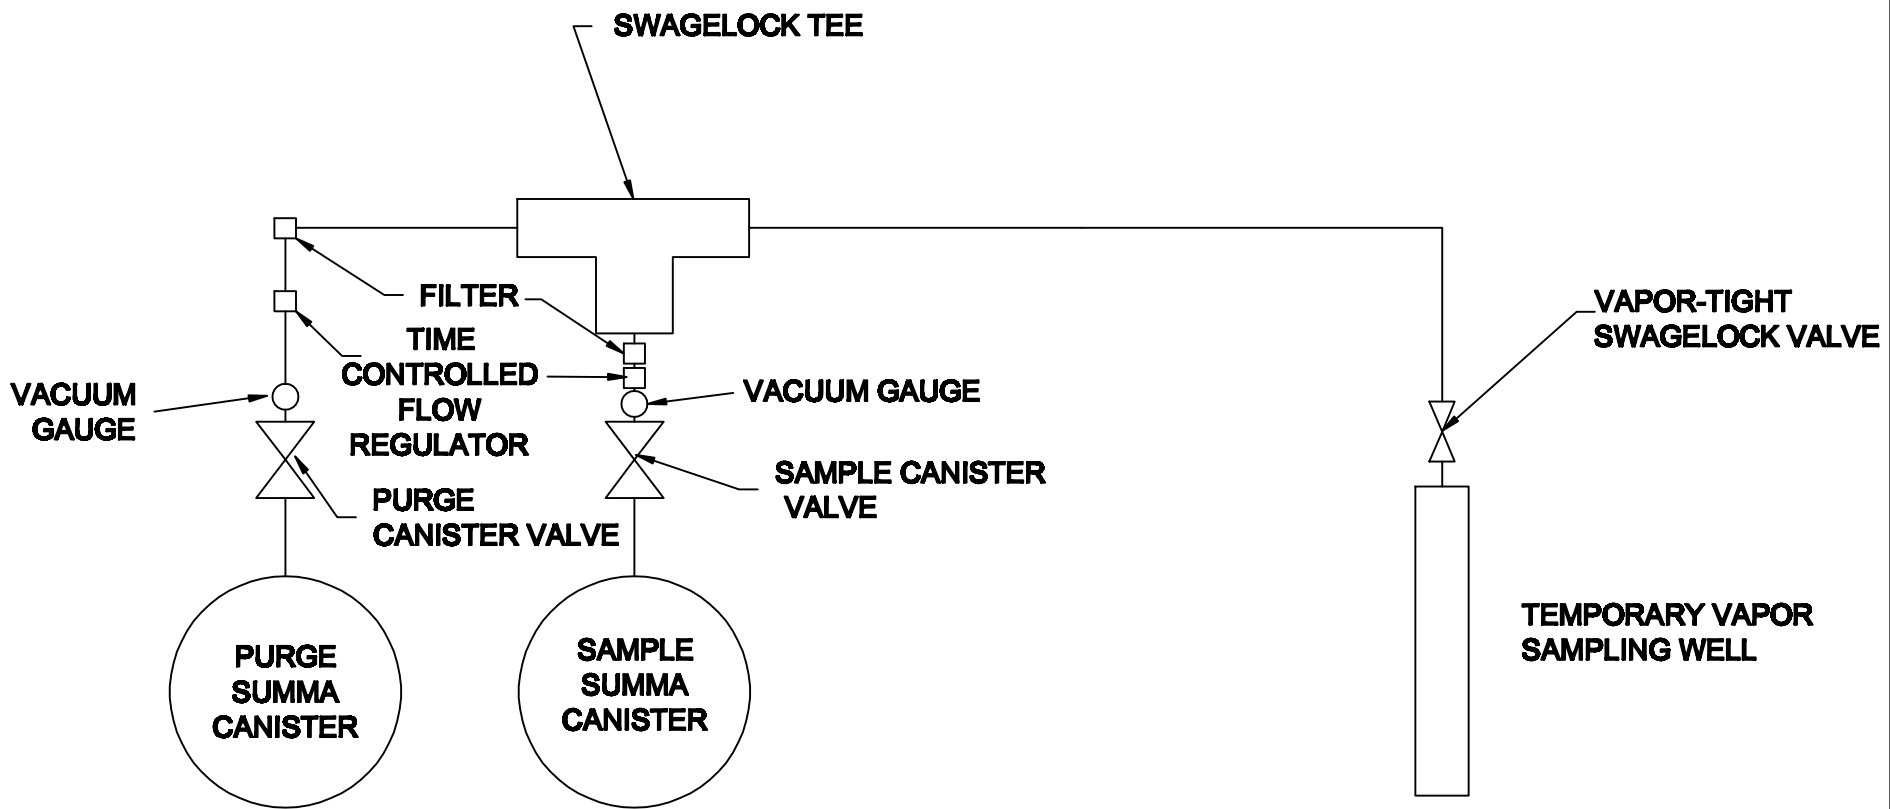 SWAGELOCK TEE
FILTER
TIME
CONTROLLED
FLOW
REGULATOR
VACUUM
GAUGE
VACUUM GAUGE
PURGE
CANISTER VALVE
SAMPLE CANISTER
VALVE
VAPOR-TIGHT
SWAGELOCK VALVE
PURGE
SUMMA
CANISTER
SAMPLE
SUMMA
CANISTER
TEMPORARY VAPOR
SAMPLING WELL